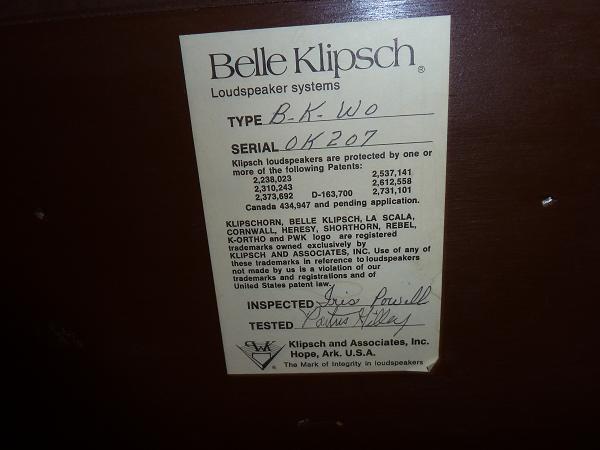 Belle Klipsch®
Loudspeaker systems
TYPE B-K-WO
SERIAL OK207
Klipsch loudspeakers are protected by one or
more of the following Patents:
2,238,023 2,537,141
2,310,243 2,612,558
2,373,692 D-163,700 2,731,101
Canada 434,947 and pending application.
KLIPSCHORN, BELLE KLIPSCH, LA SCALA,
CORNWALL, HERESY, SHORTHORN, REBEL,
K-ORTHO and PWK logo are registered
trademarks owned exclusively by
KLIPSCH AND ASSOCIATES, INC. Use of any of
these trademarks in reference to loudspeakers
not made by us is a violation of our
trademarks and registrations and of
United States patent law.
INSPECTED Iris Powell
TESTED
PWK ® Klipsch and Associates, Inc.
Hope, Ark. U.S.A.
The Mark of Integrity in loudspeakers